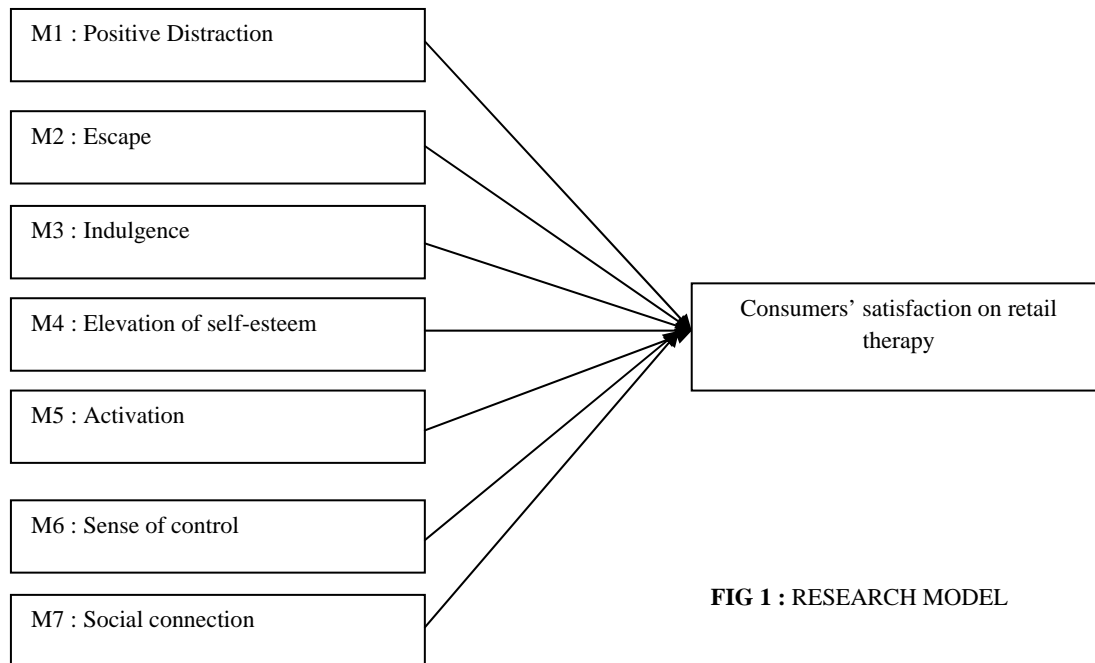 M1 : Positive Distraction
M2 : Escape
M3 : Indulgence
M4 : Elevation of self-esteem
M5 : Activation
M6 : Sense of control
M7 : Social connection
Consumers’ satisfaction on retail
therapy
FIG 1 : RESEARCH MODEL